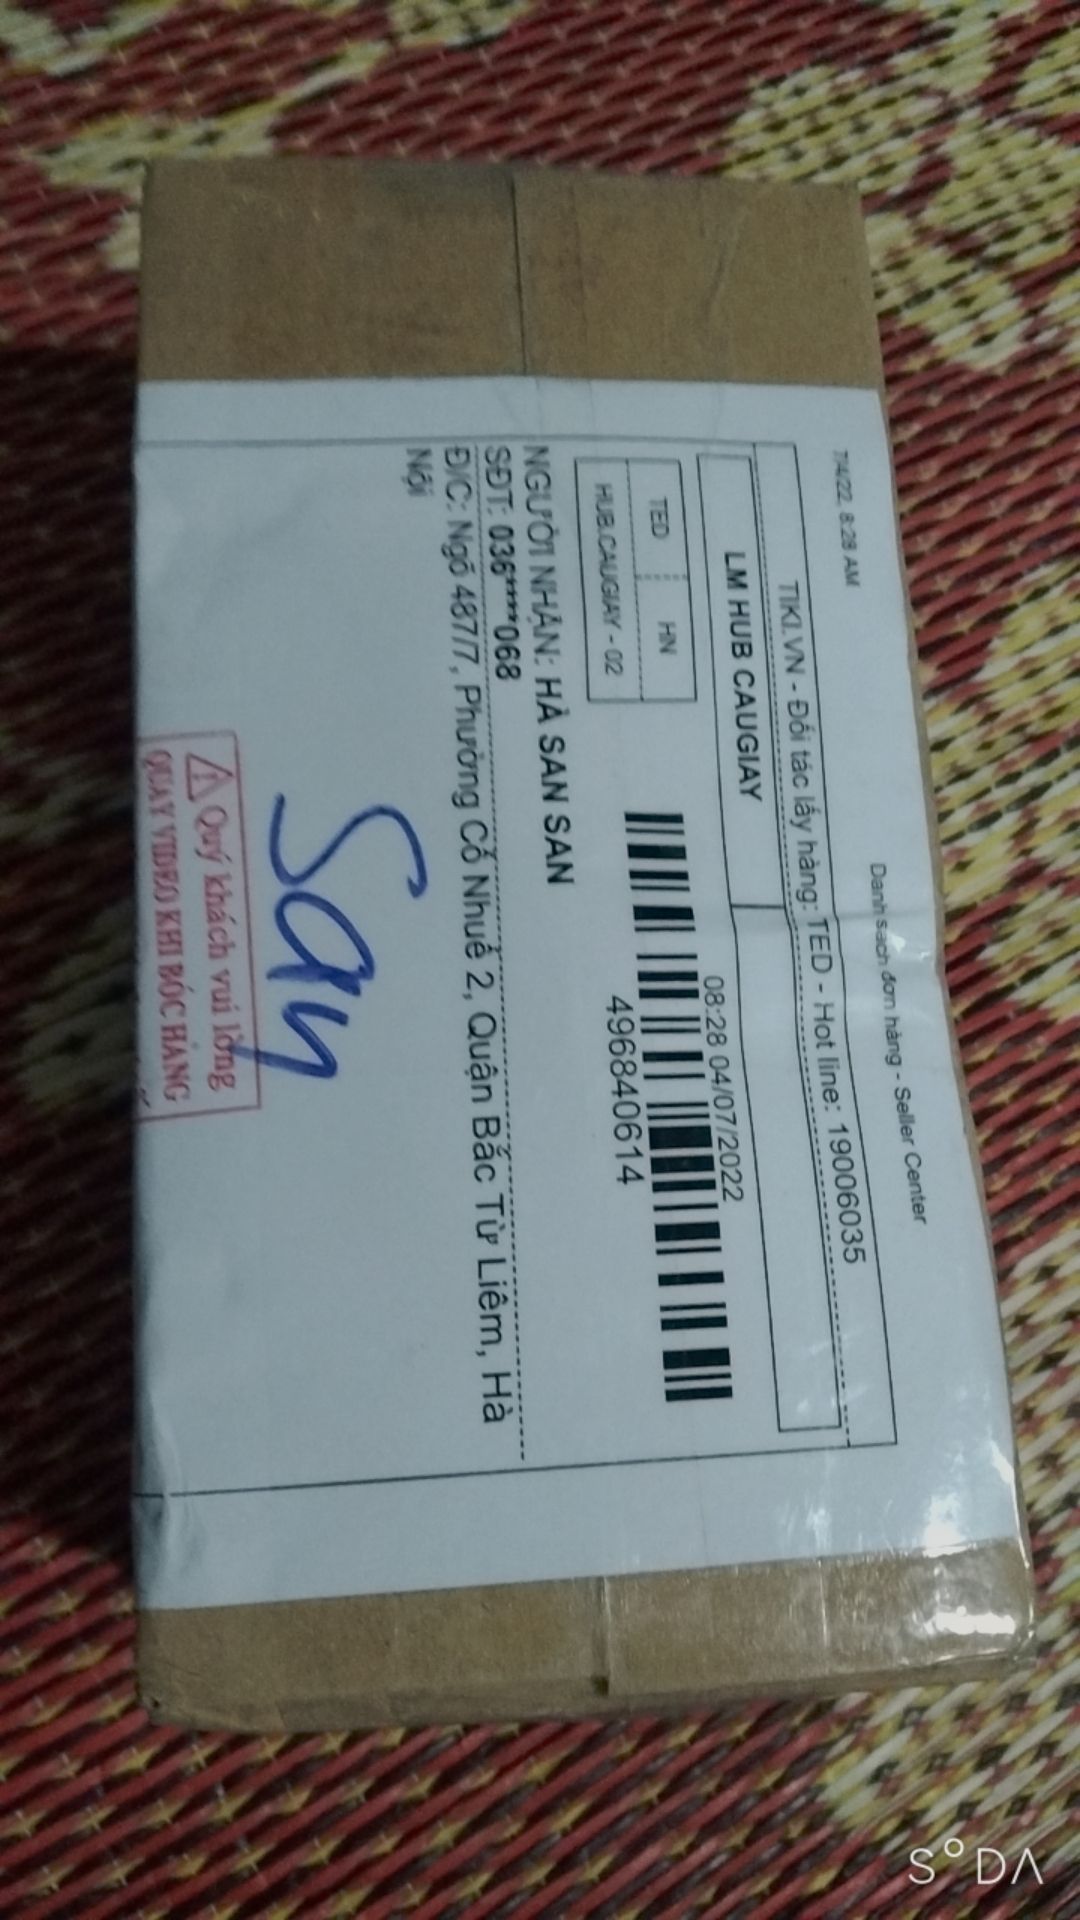 7/4/22, 8:28 AM
Danh sách đơn hàng - Seller Center
TIKI.VN - Đối tác lấy hàng: TED - Hot line: 19006035
LM HUB CAUGIAY
08:28 04/07/2022
TED HN
HUB.CAUGIAY - 02
496840614
NGƯỜI NHẬN: HÀ SAN SAN
SĐT: 036****068
Đ/C: Ngõ 487/7, Phường Cổ Nhuế 2, Quận Bắc Từ Liêm, Hà
Nội
San
Quý khách vui lòng
QUAY VIDEO KHI BÓC HÀNG
SODA